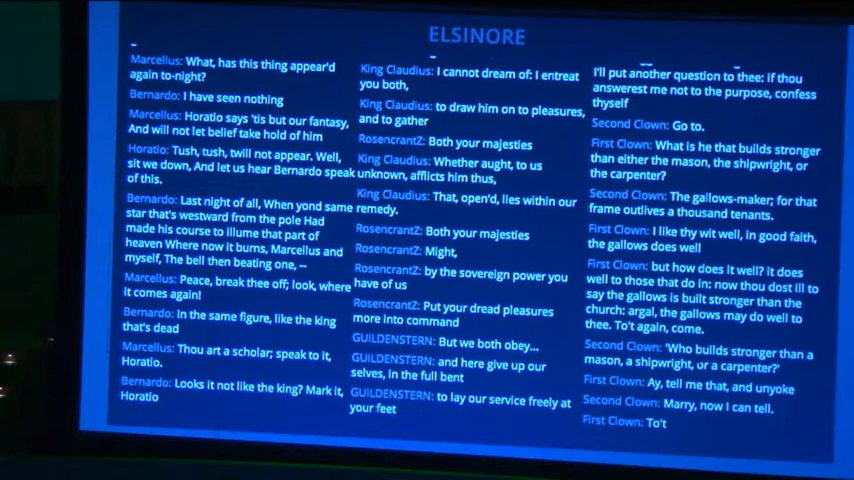 ELSINORE
Marcellus: What, has this thing appear'd
again to-night?
Bernardo: I have seen nothing
Marcellus: Horatio says 'tis but our fantasy,
And will not let belief take hold of him
Horatio: Tush, tush, twill not appear. Well,
sit we down, And let us hear Bernardo speak
of this.
Bernardo: Last night of all, When yond same
star that's westward from the pole Had
made his course to illume that part of
heaven Where now it burns, Marcellus and
myself, The bell then beating one, --
Marcellus: Peace, break thee off; look, where
it comes again!
Bernardo: In the same figure, like the king
that's dead
Marcellus: Thou art a scholar; speak to it,
Horatio.
Bernardo: Looks it not like the king? Mark it,
Horatio
King Claudius: I cannot dream of: I entreat
you both,
King Claudius: to draw him on to pleasures,
and to gather
RosencrantZ: Both your majesties
King Claudius: Whether aught, to us
unknown, afflicts him thus,
King Claudius: That, open'd, lies within our
remedy.
RosencrantZ: Both your majesties
RosencrantZ: Might,
RosencrantZ: by the sovereign power you
have of us
RosencrantZ: Put your dread pleasures
more into command
GUILDENSTERN: But we both obey...
GUILDENSTERN: and here give up our
selves, in the full bent
GUILDENSTERN: to lay our service freely at
your feet
I'll put another question to thee: if thou
answerest me not to the purpose, confess
thyself
Second Clown: Go to.
First Clown: What is he that builds stronger
than either the mason, the shipwright, or
the carpenter?
Second Clown: The gallows-maker; for that
frame outlives a thousand tenants.
First Clown: I like thy wit well, in good faith,
the gallows does well
First Clown: but how does it well? it does
well to those that do in: now thou dost ill to
say the gallows is built stronger than the
church: argal, the gallows may do well to
thee. To't again, come.
Second Clown: 'Who builds stronger than a
mason, a shipwright, or a carpenter?'
First Clown: Ay, tell me that, and unyoke
Second Clown: Marry, now I can tell.
First Clown: To't